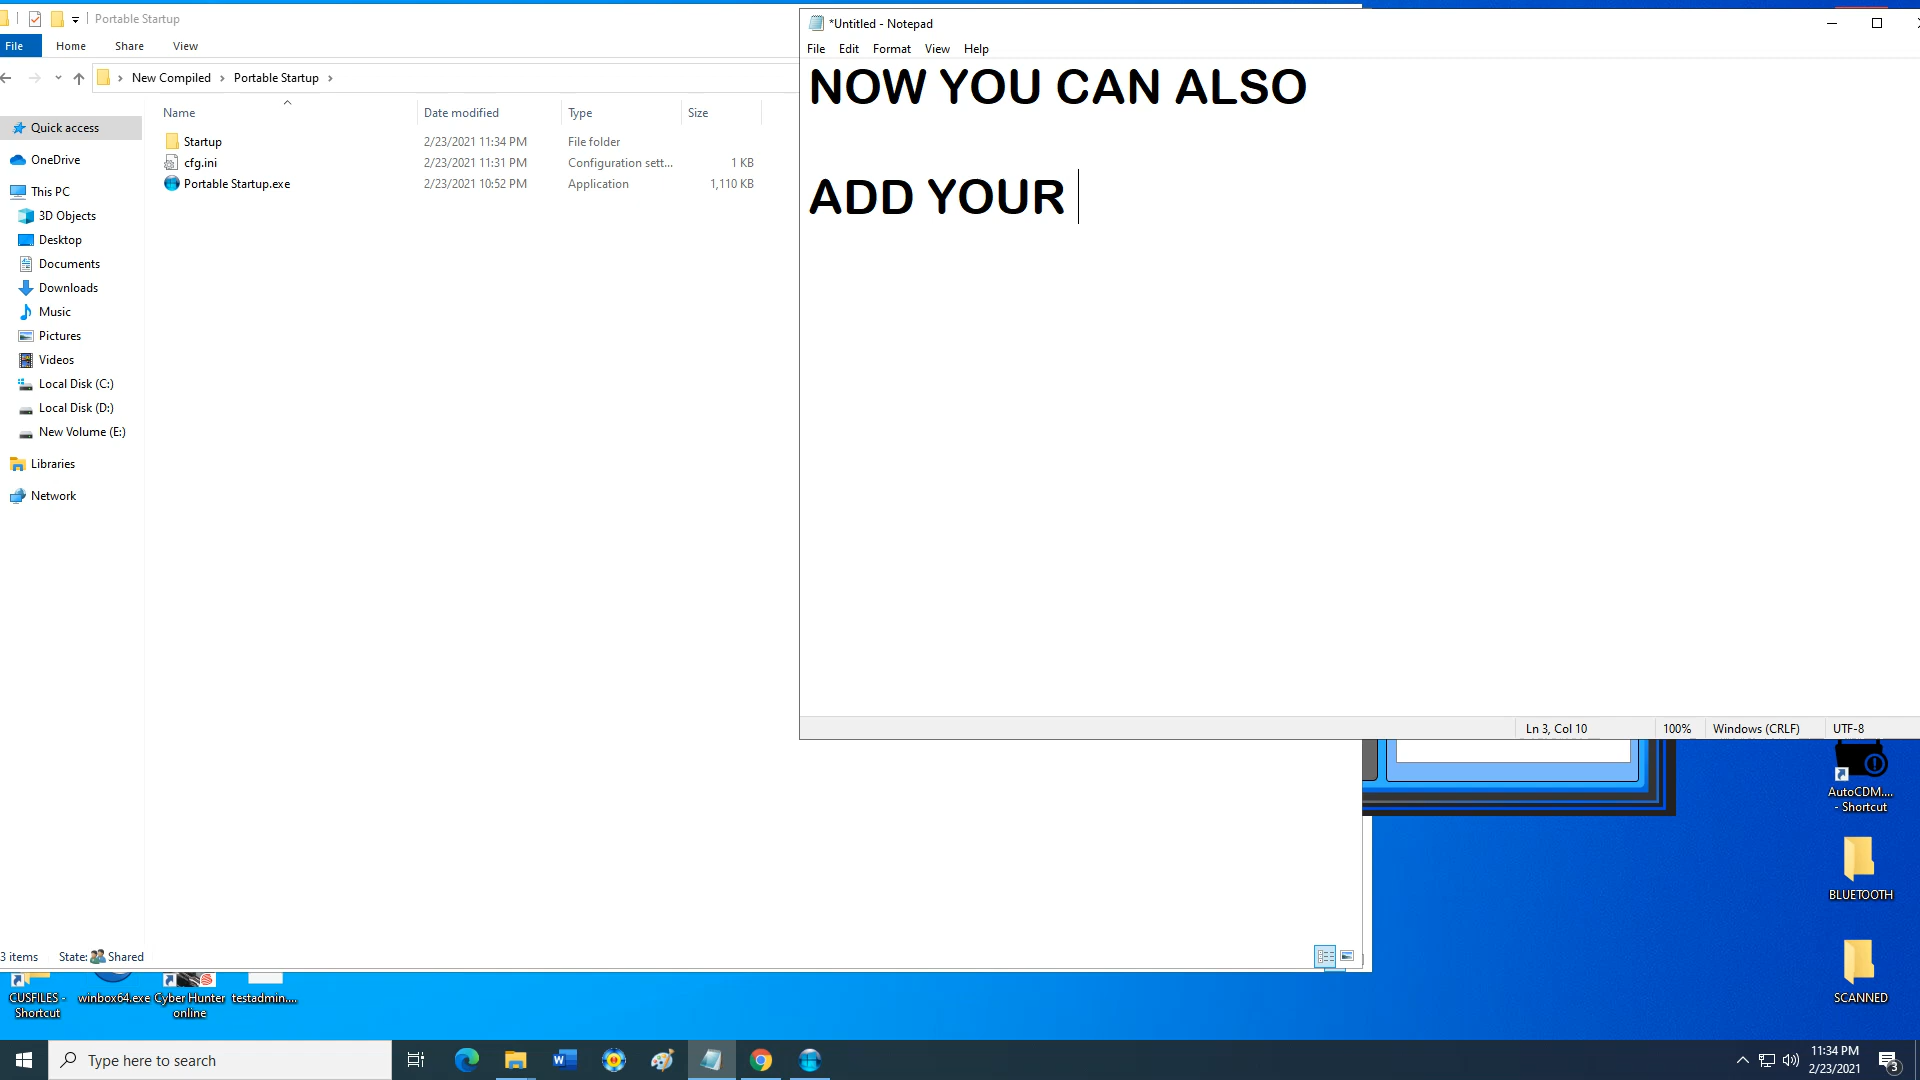 Portable Startup
File Home Share View
New Compiled Portable Startup
Name Date modified Type Size
Startup 2/23/2021 11:34 PM File folder
cfg.ini 2/23/2021 11:31 PM Configuration sett... 1 KB
Portable Startup.exe 2/23/2021 10:52 PM Application 1,110 KB
Quick access
OneDrive
This PC
3D Objects
Desktop
Documents
Downloads
Music
Pictures
Videos
Local Disk (C:)
Local Disk (D:)
New Volume (E:)
Libraries
Network
3 items State: Shared
*Untitled - Notepad
File Edit Format View Help
NOW YOU CAN ALSO
ADD YOUR
Ln 3, Col 10 100% Windows (CRLF) UTF-8
AutoCDM....
- Shortcut
BLUETOOTH
SCANNED
CUSFILES -
Shortcut
winbox64.exe
Cyber Hunter
online
testadmin....
Type here to search
11:34 PM
2/23/2021
3